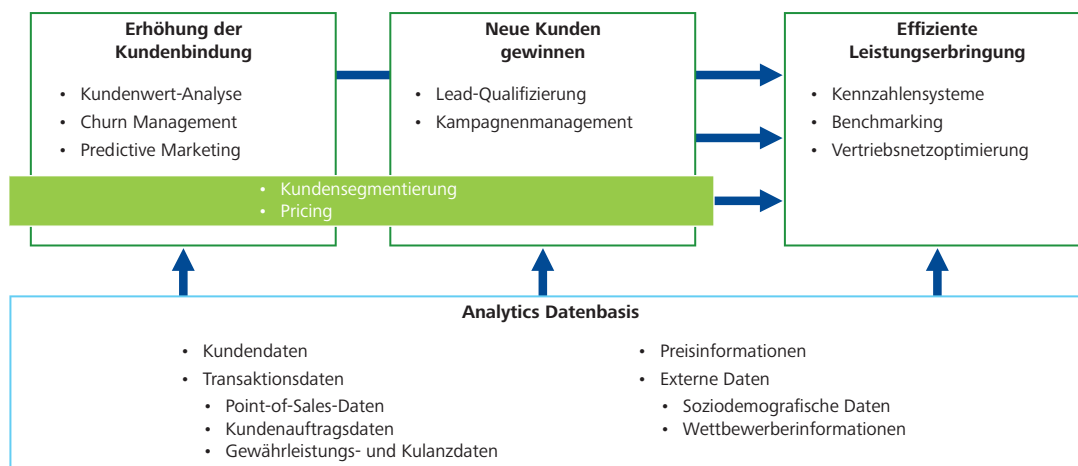 Erhöhung der
Kundenbindung
• Kundenwert-Analyse
• Churn Management
• Predictive Marketing
Neue Kunden
gewinnen
• Lead-Qualifizierung
• Kampagnenmanagement
Effiziente
Leistungserbringung
• Kennzahlensysteme
• Benchmarking
• Vertriebsnetzoptimierung
• Kundensegmentierung
• Pricing
Analytics Datenbasis
• Kundendaten
• Transaktionsdaten
• Point-of-Sales-Daten
• Kundenauftragsdaten
• Gewährleistungs- und Kulanzdaten
• Preisinformationen
• Externe Daten
• Soziodemografische Daten
• Wettbewerberinformationen